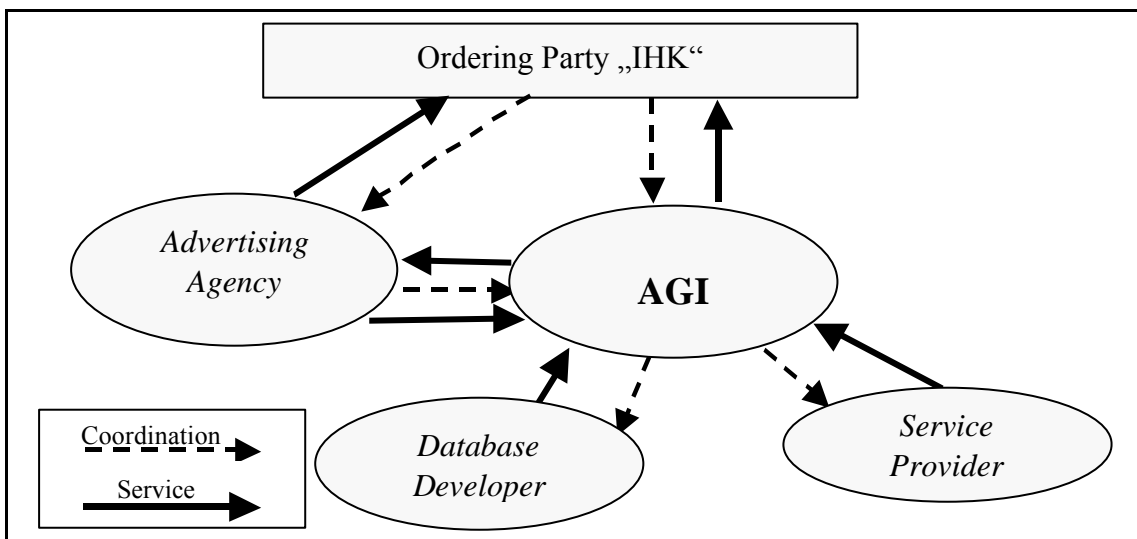 Ordering Party „IHK“
Advertising
Agency
AGI
Database
Developer
Service
Provider
Coordination
Service